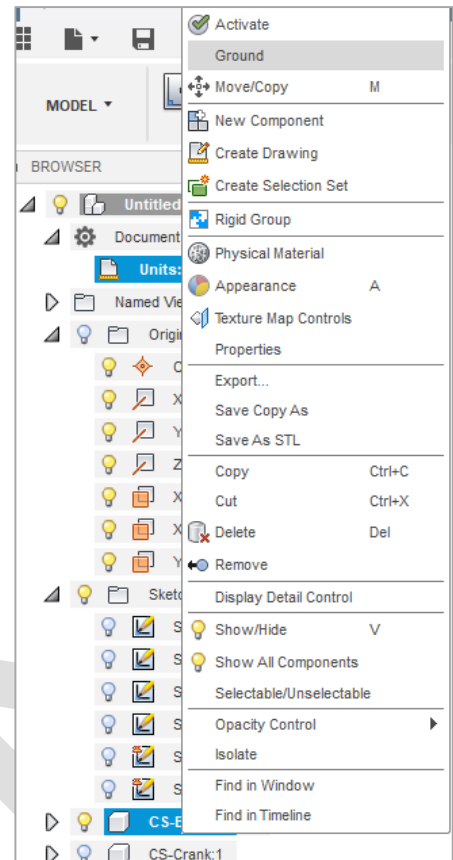 Activate
Ground
Move/Copy M
MODEL
New Component
Create Drawing
BROWSER
Create Selection Set
Untitled
Rigid Group
Document
Physical Material
Units:
Appearance A
Named Vie
Texture Map Controls
Origi
Properties
Export...
Save Copy As
Save As STL
Copy Ctrl+C
Cut Ctrl+X
Delete Del
Remove
Display Detail Control
Show/Hide V
Show All Components
Selectable/Unselectable
Opacity Control
Isolate
Find in Window
Find in Timeline
CS-Crank:1